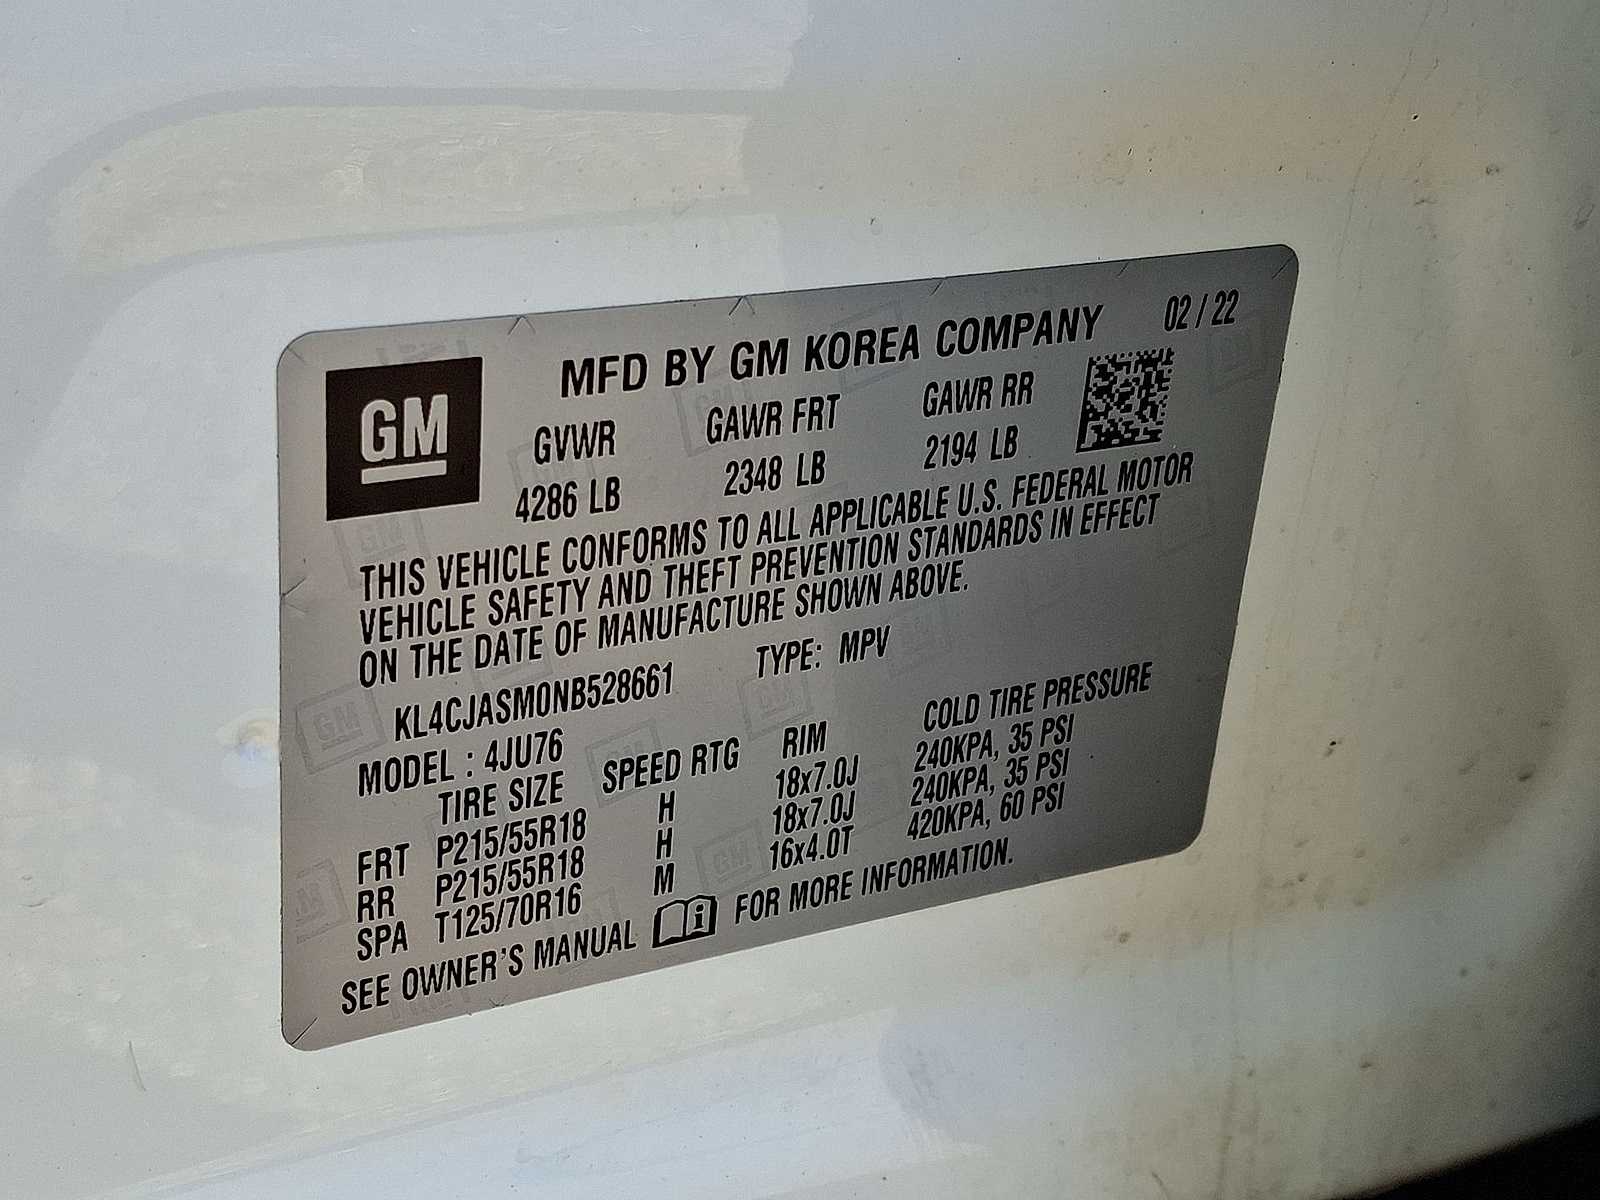 GM
MFD BY GM KOREA COMPANY 02/22
GVWR GAWR FRT GAWR RR
4286 LB 2348 LB 2194 LB
THIS VEHICLE CONFORMS TO ALL APPLICABLE U.S. FEDERAL MOTOR
VEHICLE SAFETY AND THEFT PREVENTION STANDARDS IN EFFECT
ON THE DATE OF MANUFACTURE SHOWN ABOVE.
KL4CJASM0NB528661 TYPE: MPV
MODEL : 4JU76
TIRE SIZE SPEED RTG RIM COLD TIRE PRESSURE
FRT P215/55R18 H 18x7.0J 240KPA, 35 PSI
RR P215/55R18 H 18x7.0J 240KPA, 35 PSI
SPA T125/70R16 M 16x4.0T 420KPA, 60 PSI
SEE OWNER'S MANUAL FOR MORE INFORMATION.